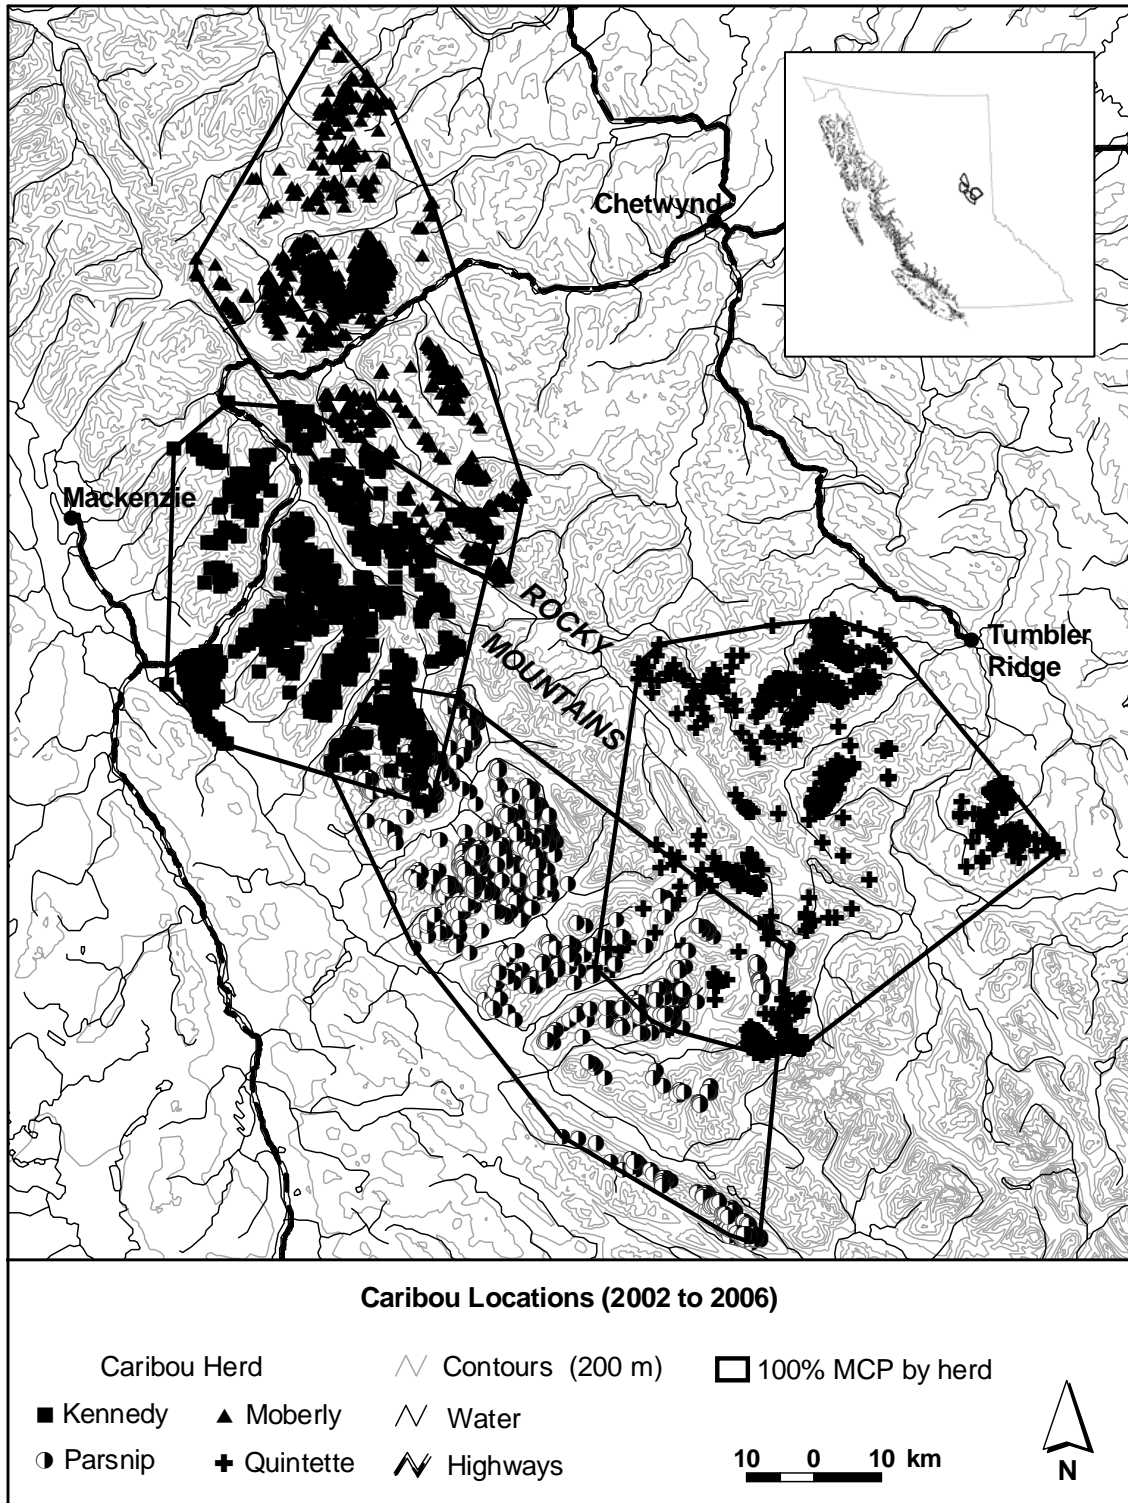 Chetwynd
Mackenzie
ROCKY
MOUNTAINS
Tumbler
Ridge
Caribou Locations (2002 to 2006)
Caribou Herd
Contours (200 m)
100% MCP by herd
Kennedy
Moberly
Water
Parsnip
Quintette
Highways
10 0 10 km
N